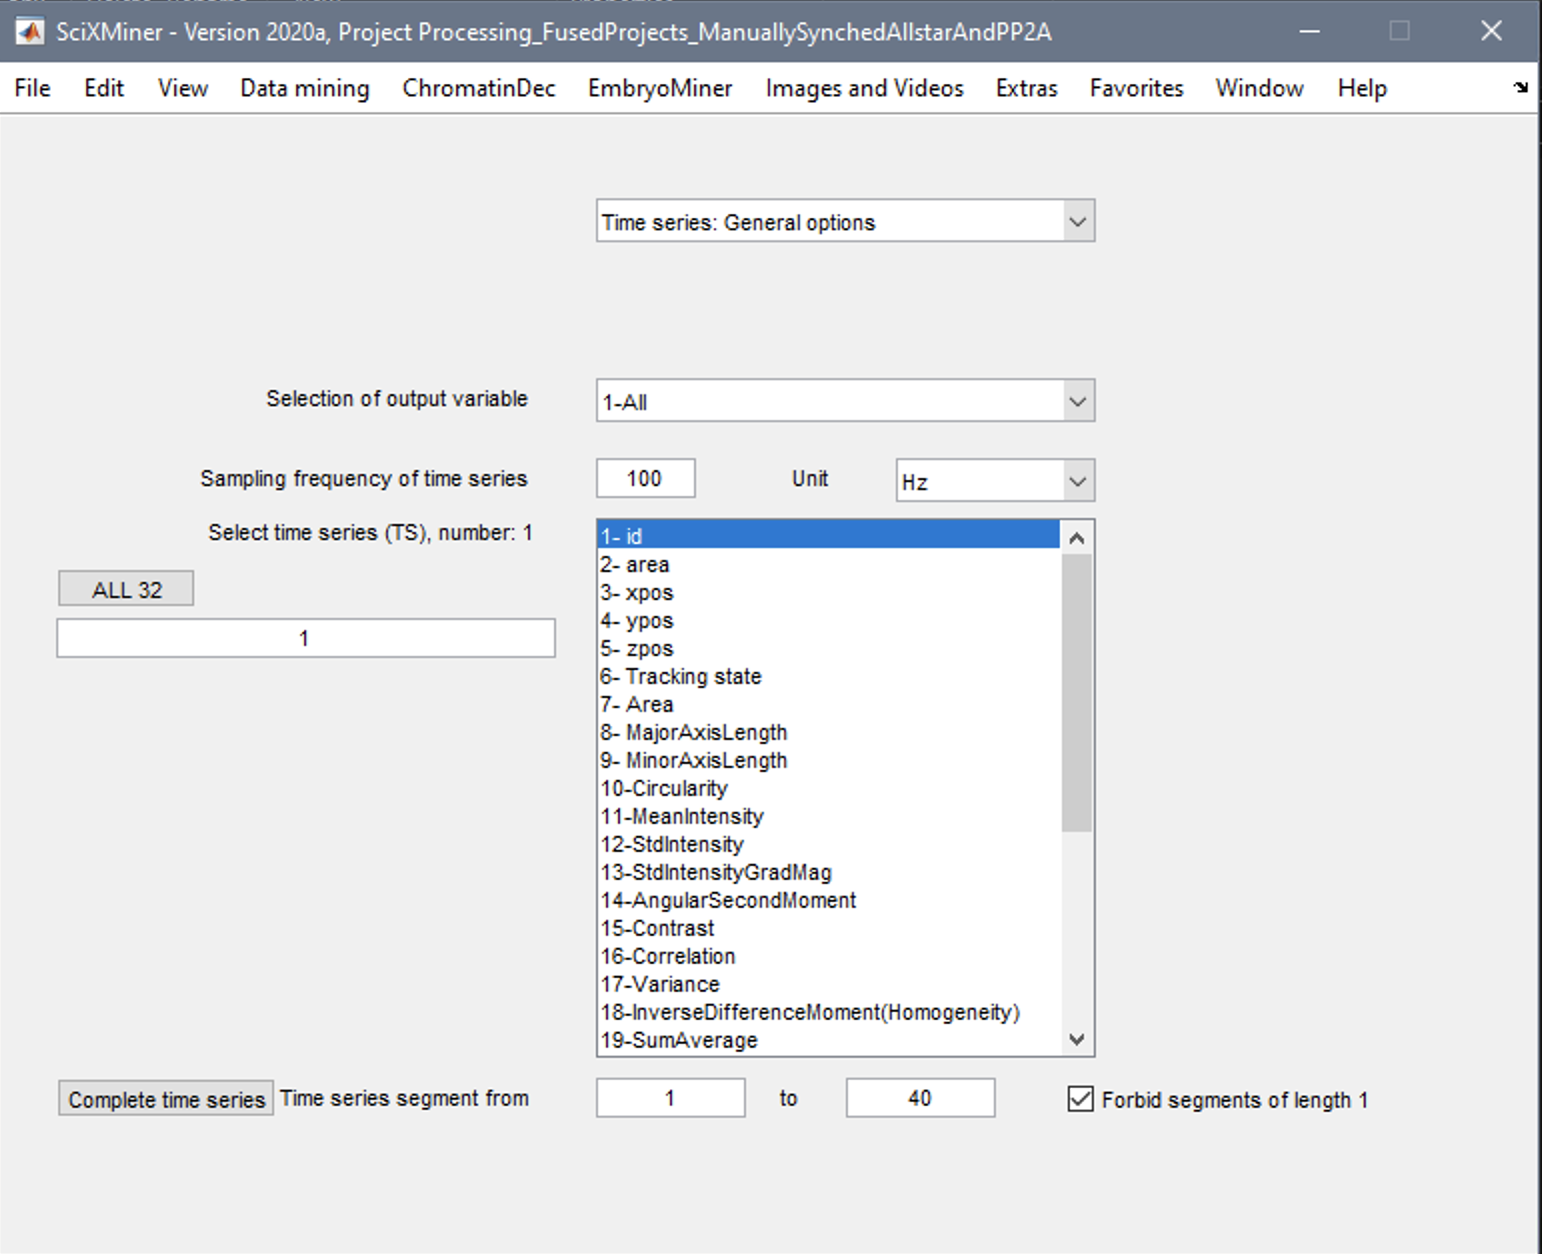 SciXMiner - Version 2020a, Project Processing_FusedProjects_ManuallySynchedAllstarAndPP2A
File Edit View Data mining ChromatinDec EmbryoMiner Images and Videos Extras Favorites Window Help
Time series: General options
Selection of output variable 1-All
Sampling frequency of time series 100 Unit Hz
Select time series (TS), number: 1
ALL 32
1
1- id
2- area
3- xpos
4- ypos
5- zpos
6- Tracking state
7- Area
8- MajorAxisLength
9- MinorAxisLength
10-Circularity
11-MeanIntensity
12-StdIntensity
13-StdIntensityGradMag
14-AngularSecondMoment
15-Contrast
16-Correlation
17-Variance
18-InverseDifferenceMoment(Homogeneity)
19-SumAverage
Complete time series Time series segment from 1 to 40 Forbid segments of length 1